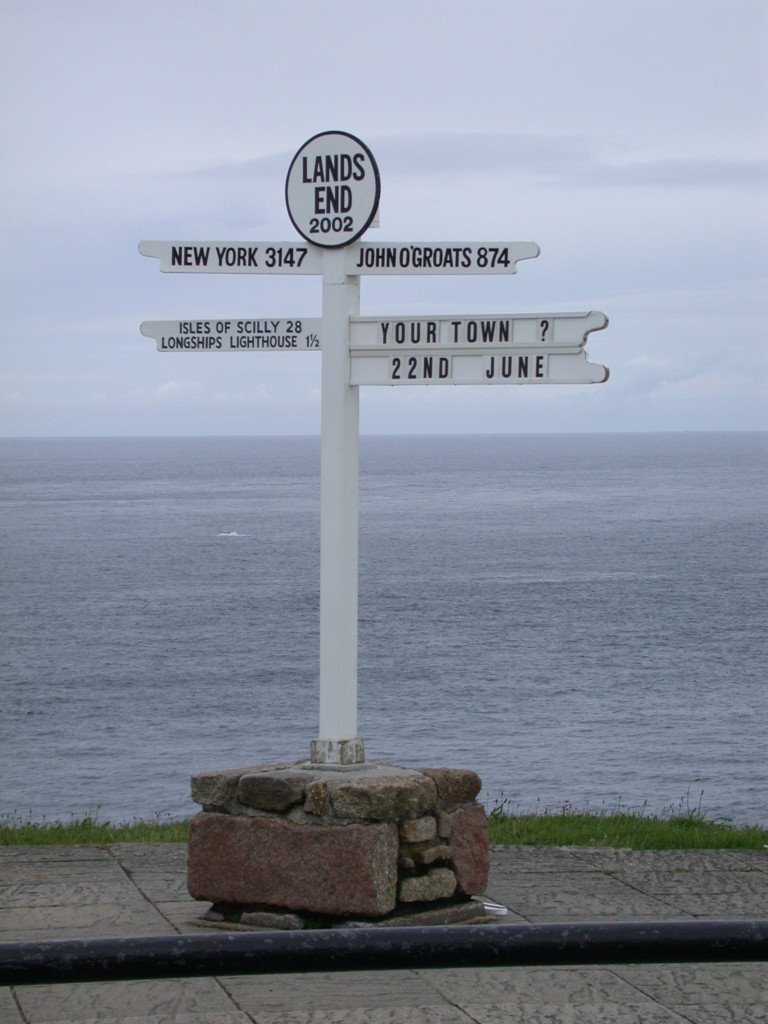 LANDS
END
2002
NEW YORK 3147
JOHN O'GROATS 874
ISLES OF SCILLY 28
LONGSHIPS LIGHTHOUSE 1½
YOUR TOWN ?
22ND JUNE